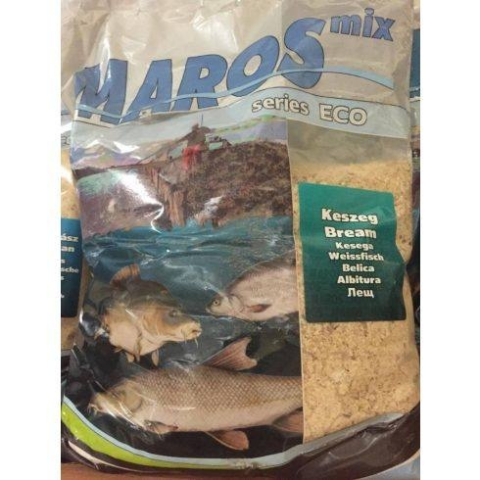 MAROS mix
series ECO
Keszeg
Bream
Kesega
Weissfisch
Belica
Albitura
Лещ